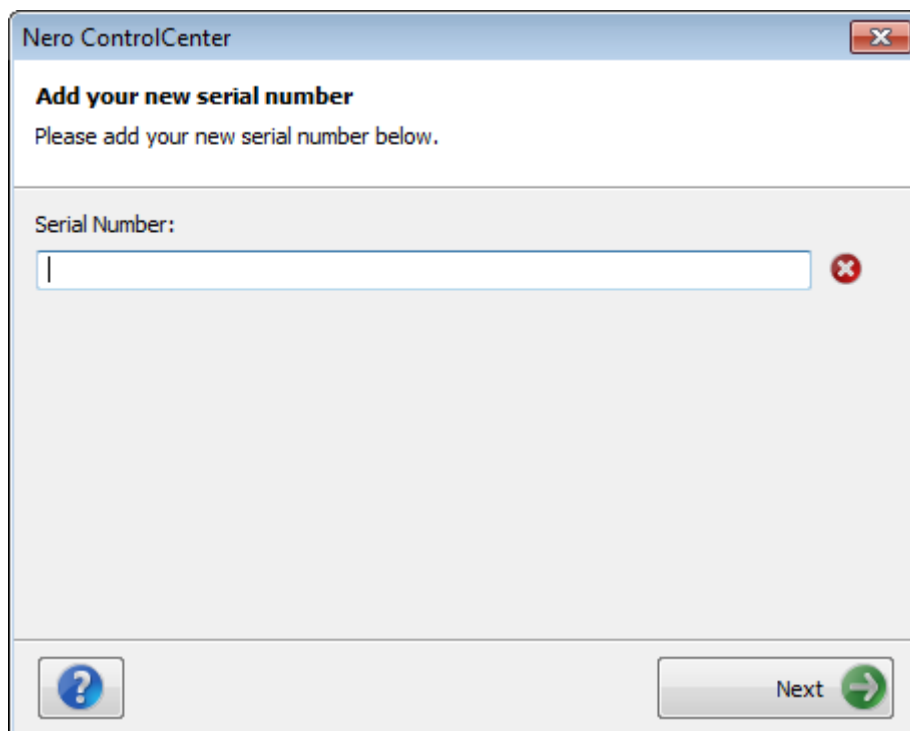 Nero ControlCenter
Add your new serial number
Please add your new serial number below.
Serial Number:
Next